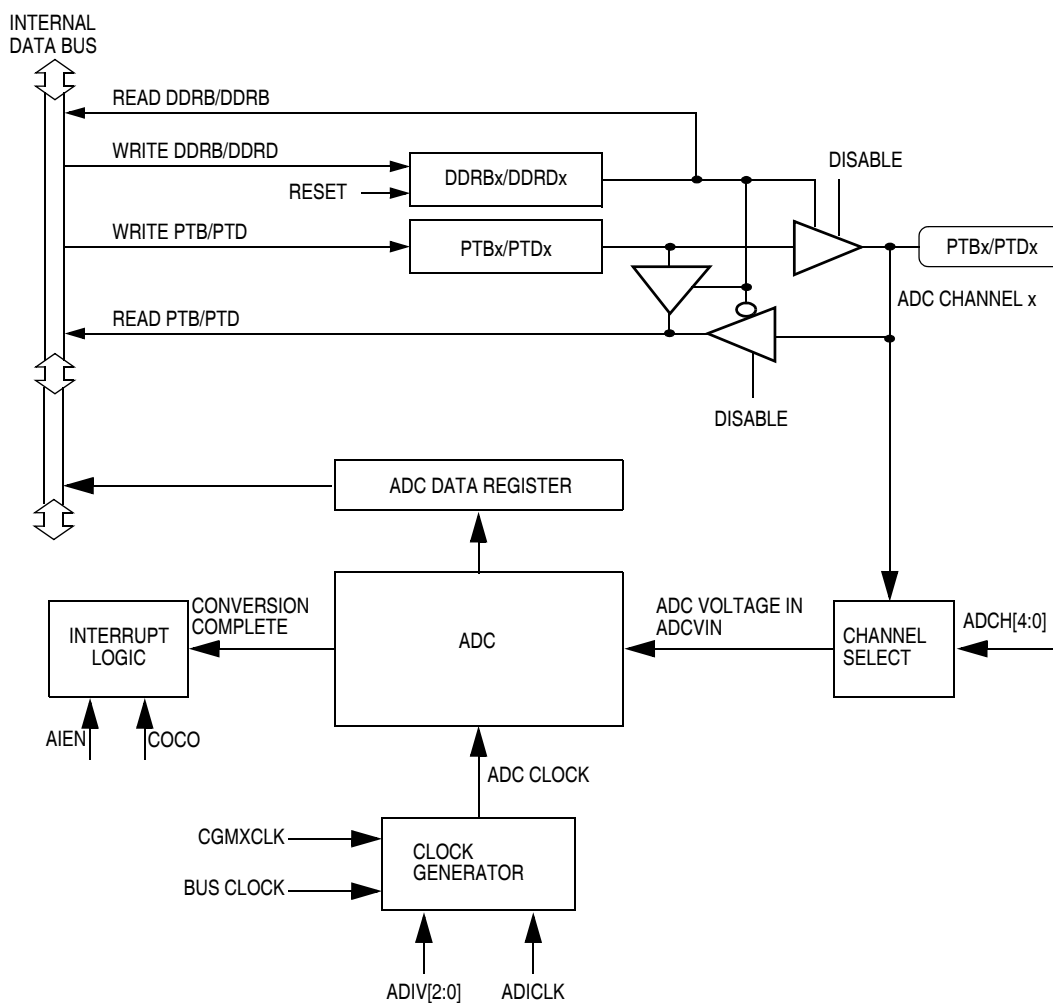 INTERNAL
DATA BUS
READ DDRB/DDRB
WRITE DDRB/DDRD
RESET
DDRBx/DDRDx
DISABLE
WRITE PTB/PTD
PTBx/PTDx
PTBx/PTDx
ADC CHANNEL x
READ PTB/PTD
DISABLE
ADC DATA REGISTER
INTERRUPT
LOGIC
CONVERSION
COMPLETE
ADC
ADC VOLTAGE IN
ADCVIN
CHANNEL
SELECT
ADCH[4:0]
AIEN
COCO
ADC CLOCK
CGMXCLK
BUS CLOCK
CLOCK
GENERATOR
ADIV[2:0]
ADICLK